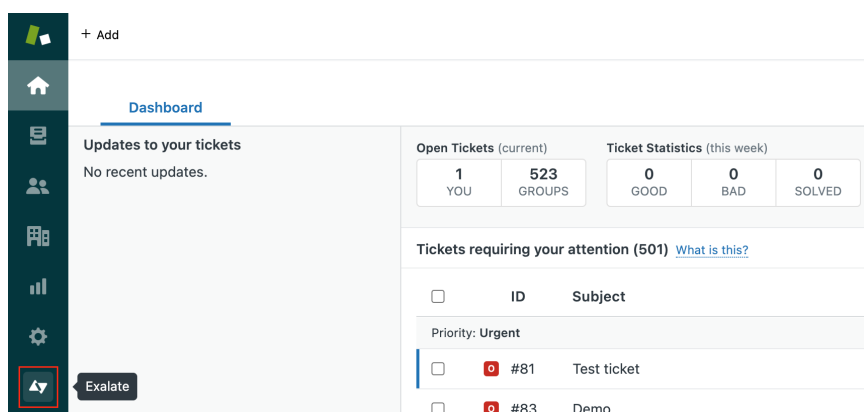 + Add
Dashboard
Updates to your tickets
No recent updates.
Open Tickets (current)
1 YOU
523 GROUPS
Ticket Statistics (this week)
0 GOOD
0 BAD
0 SOLVED
Tickets requiring your attention (501) What is this?
ID Subject
Priority: Urgent
O #81 Test ticket
O #83 Demo
Exalate